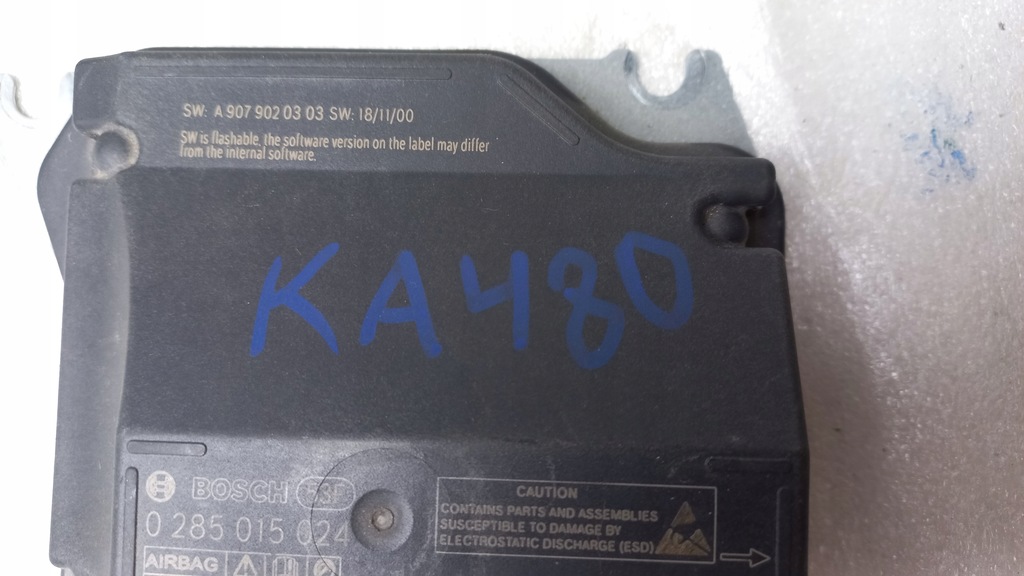 SW: A 907 902 03 03 SW: 18/11/00
SW is flashable, the software version on the label may differ
from the internal software.
KA480
BOSCH
0 285 015 024
AIRBAG
CAUTION
CONTAINS PARTS AND ASSEMBLIES
SUSCEPTIBLE TO DAMAGE BY
ELECTROSTATIC DISCHARGE (ESD)